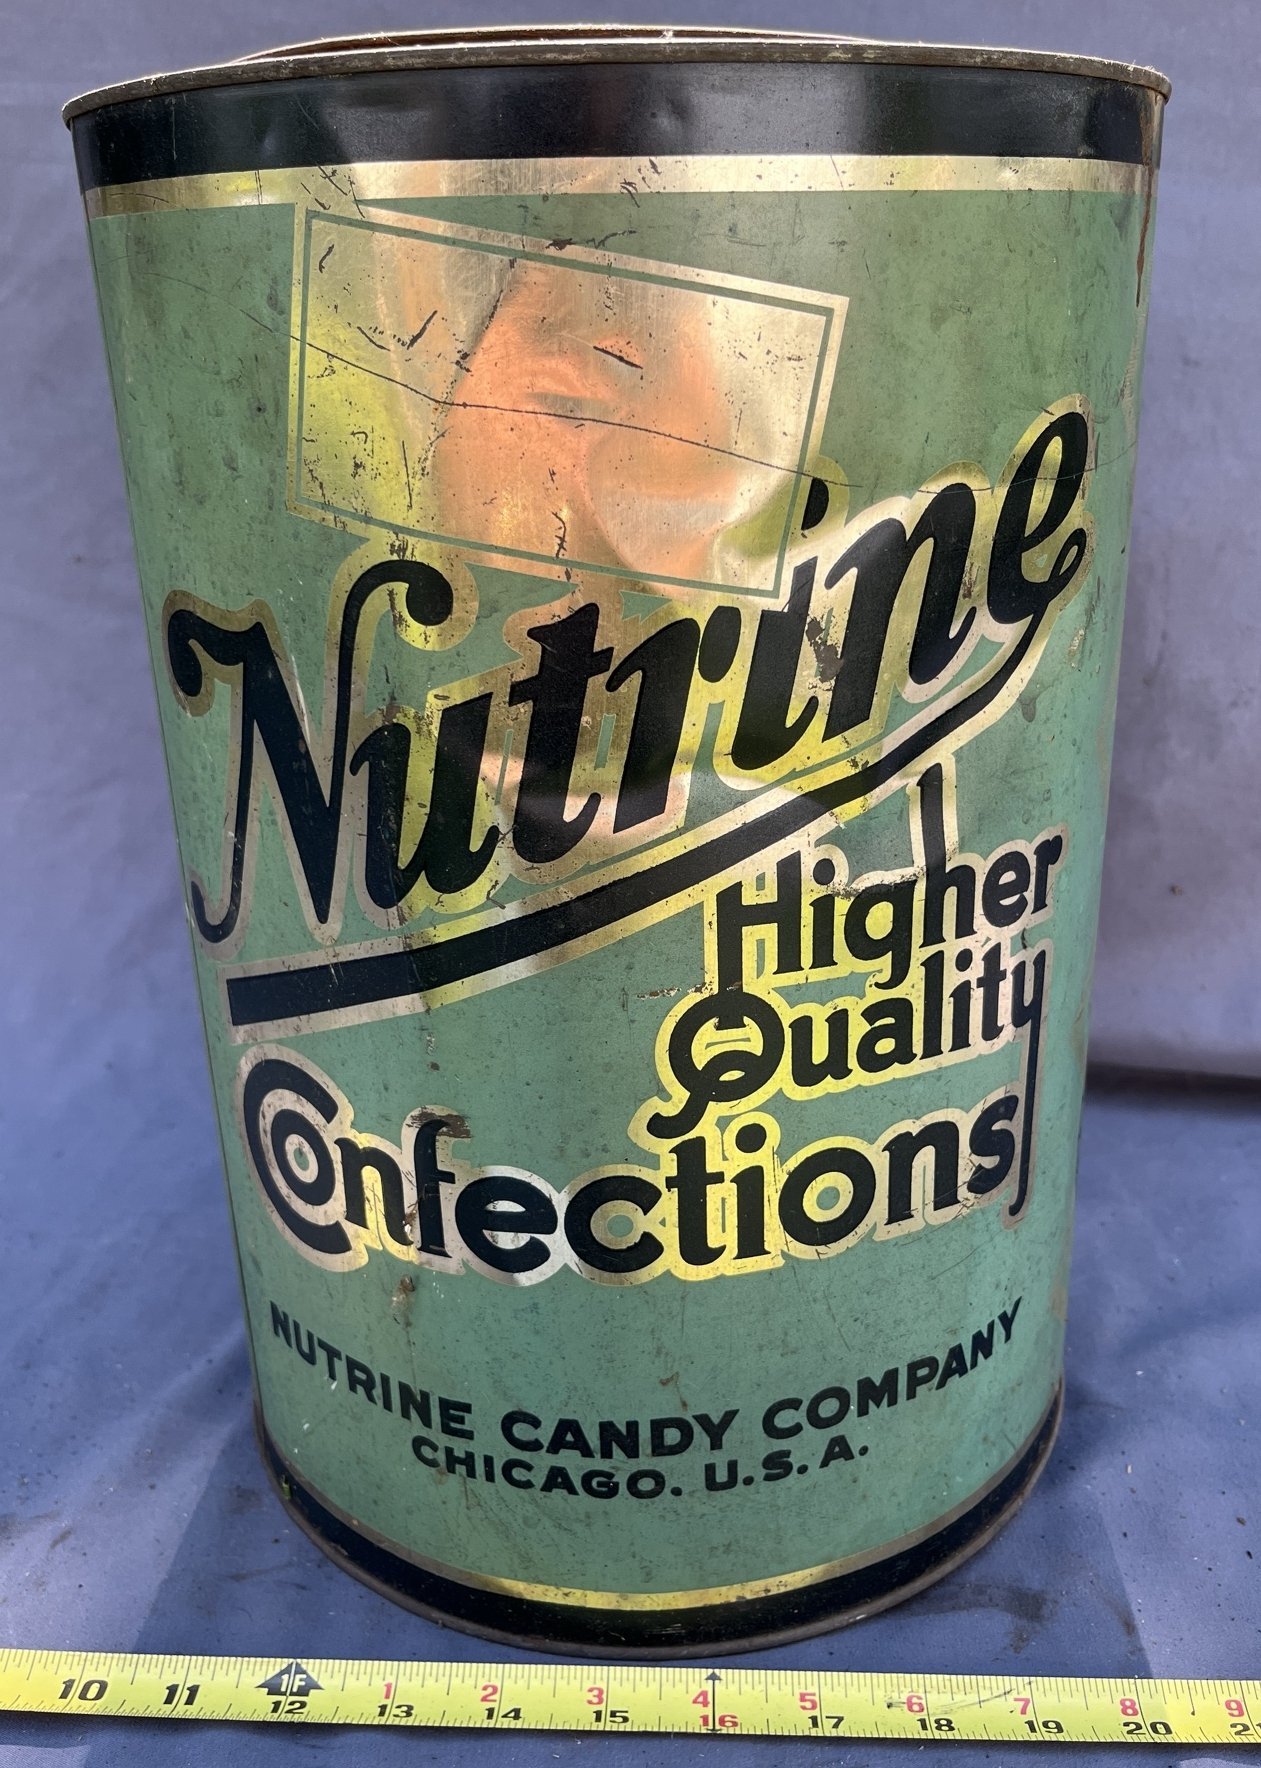 Nutrine
Higher
Quality
Confections
NUTRINE CANDY COMPANY
CHICAGO. U.S.A.
1F 1 2 3 4 5 6 7 8 9
10 11 12 13 14 15 16 17 18 19 20